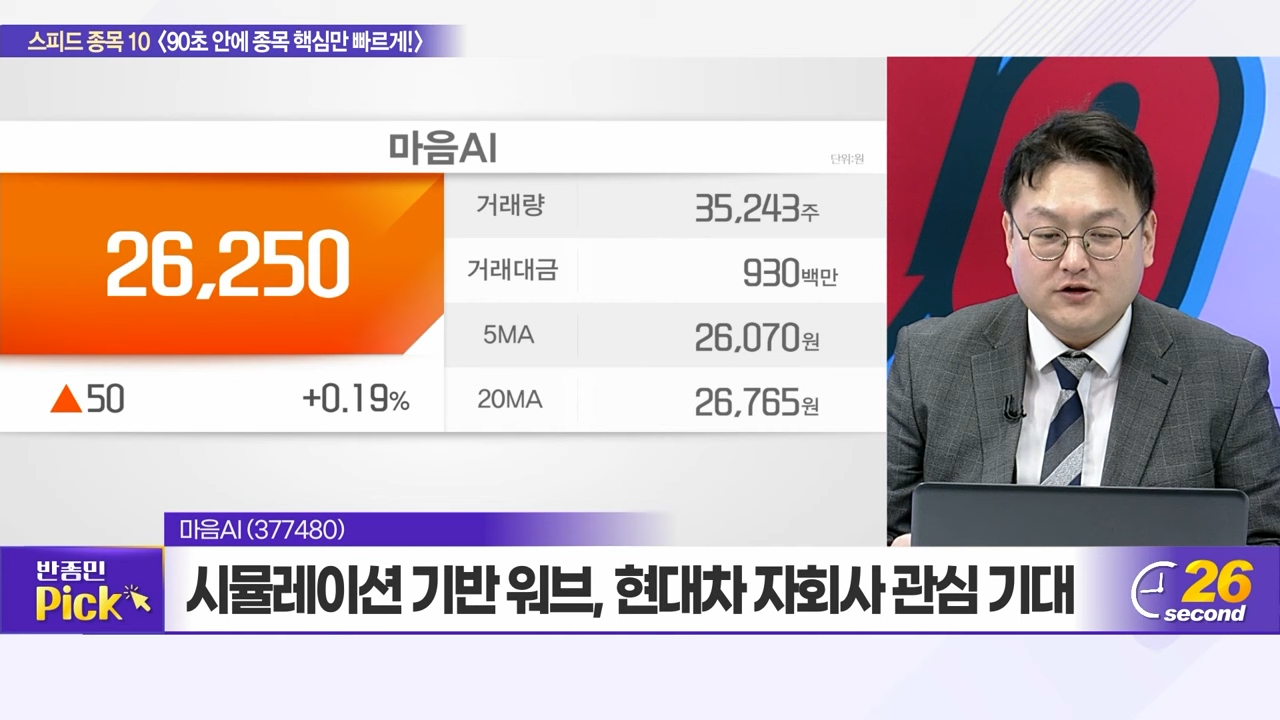 스피드 종목 10 〈90초 안에 종목 핵심만 빠르게!〉
마음AI
단위:원
26,250
▲50 +0.19%
거래량 35,243주
거래대금 930백만
5MA 26,070원
20MA 26,765원
마음AI (377480)
반종민
Pick
시뮬레이션 기반 워브, 현대차 자회사 관심 기대
26
second